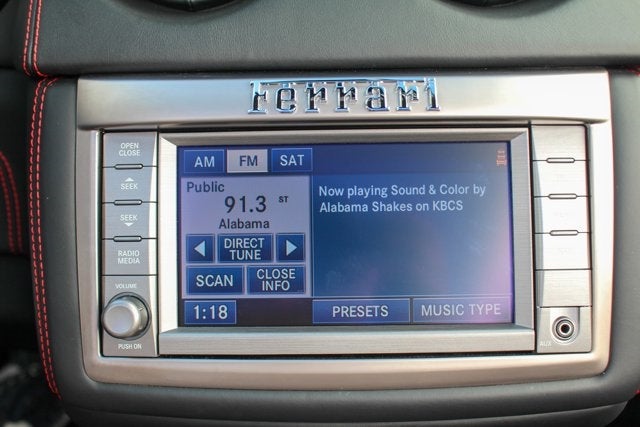 Ferrari
OPEN
CLOSE
SEEK
SEEK
RADIO
MEDIA
VOLUME
PUSH ON
AM
FM
SAT
Public
91.3 ST
Alabama
DIRECT
TUNE
SCAN
CLOSE
INFO
1:18
Now playing Sound & Color by
Alabama Shakes on KBCS
PRESETS
MUSIC TYPE
AUX